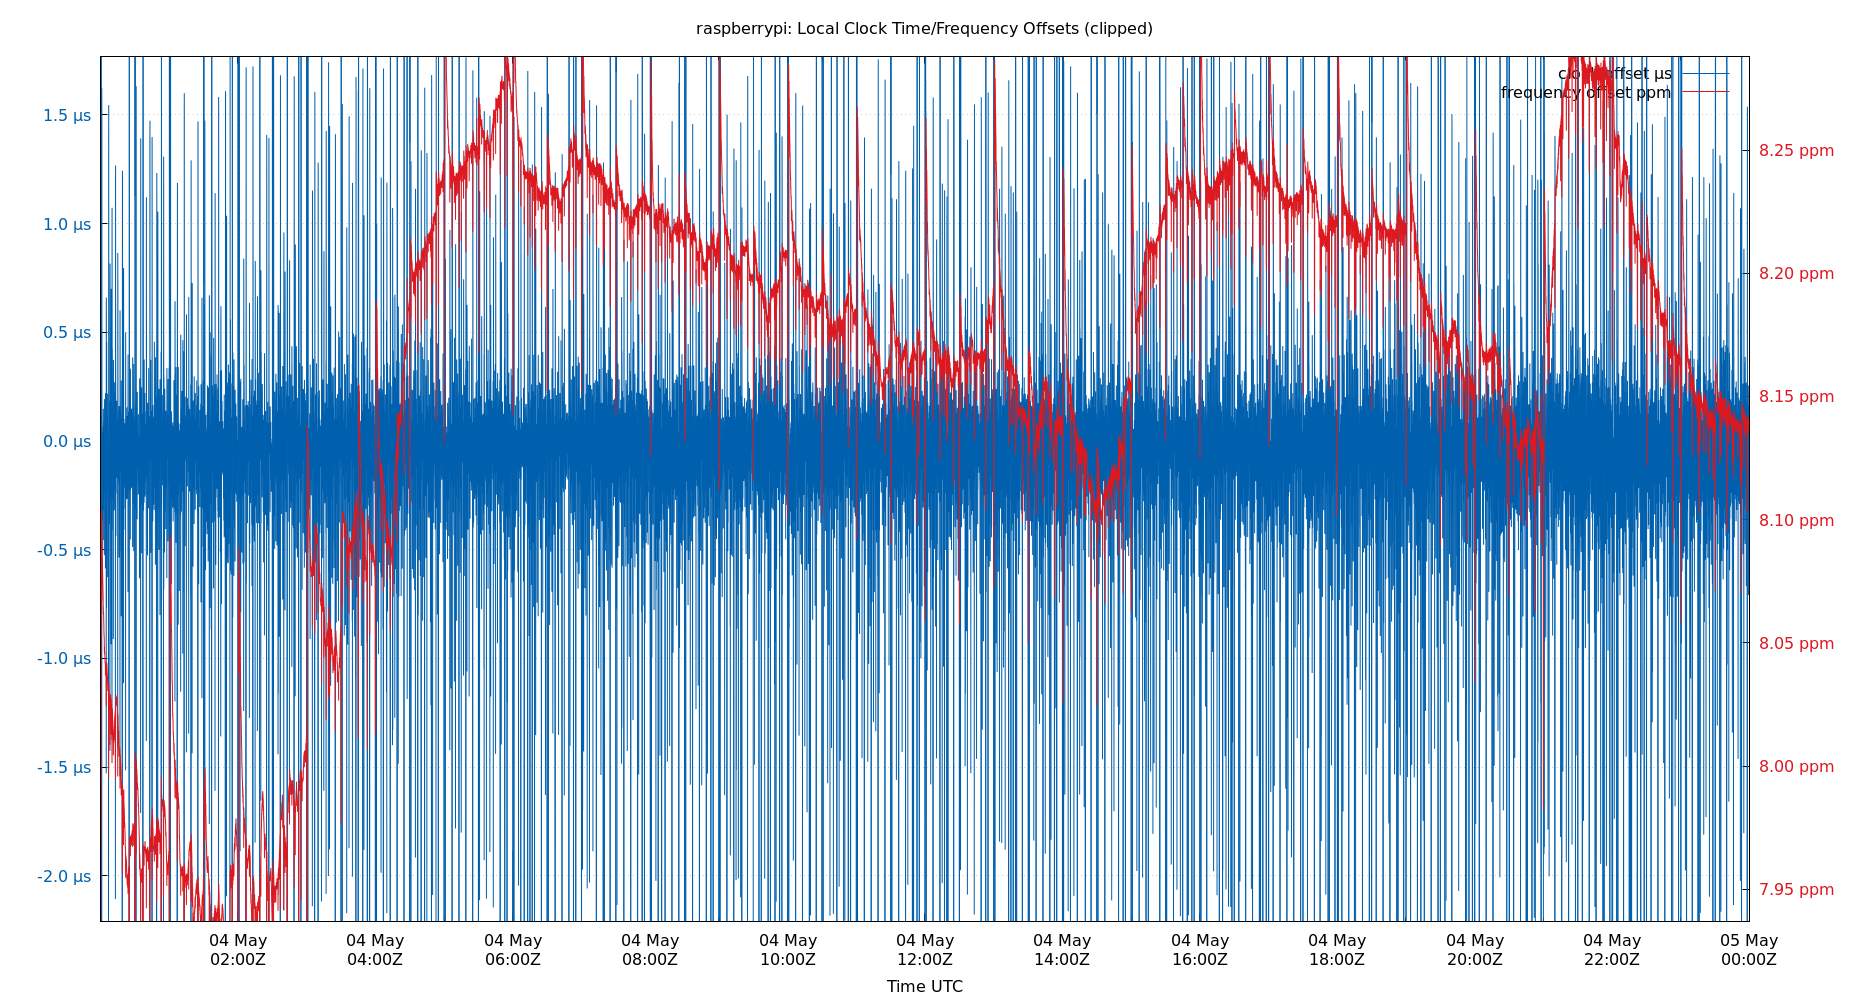 raspberrypi: Local Clock Time/Frequency Offsets (clipped)
clock offset µs
frequency offset ppm
1.5 µs
1.0 µs
0.5 µs
0.0 µs
-0.5 µs
-1.0 µs
-1.5 µs
-2.0 µs
8.25 ppm
8.20 ppm
8.15 ppm
8.10 ppm
8.05 ppm
8.00 ppm
7.95 ppm
04 May 04 May 04 May 04 May 04 May 04 May 04 May 04 May 04 May 04 May 04 May 05 May
02:00Z 04:00Z 06:00Z 08:00Z 10:00Z 12:00Z 14:00Z 16:00Z 18:00Z 20:00Z 22:00Z 00:00Z
Time UTC